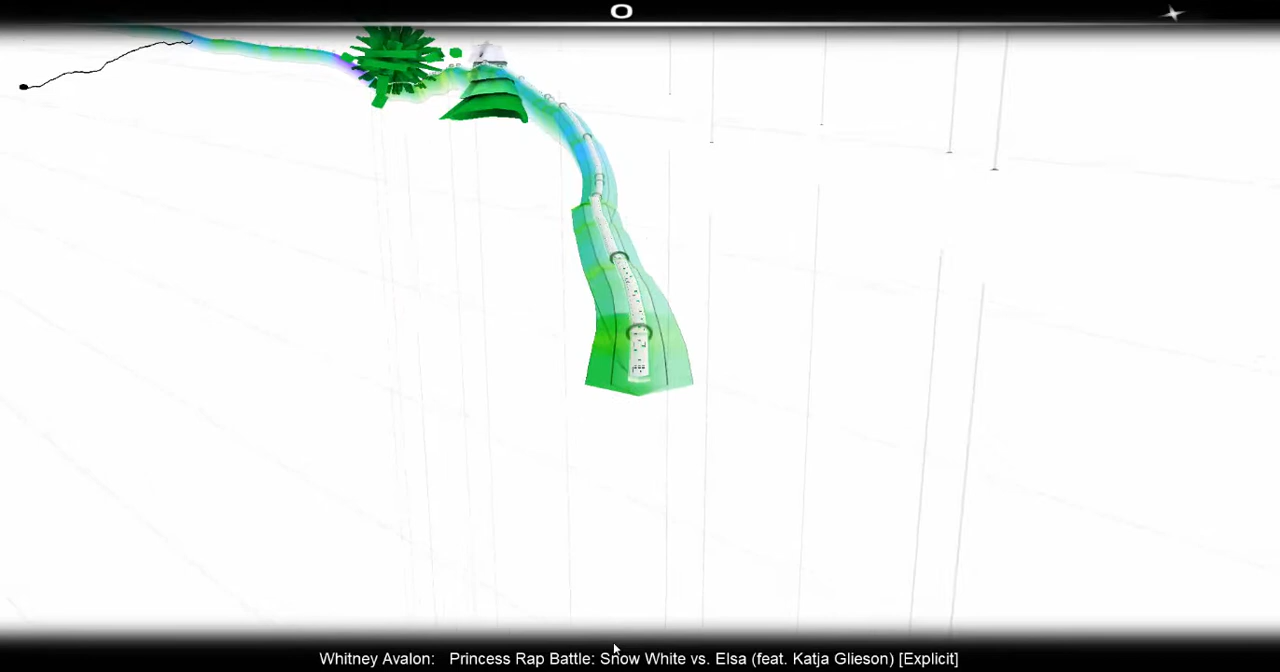 Whitney Avalon:   Princess Rap Battle: Snow White vs. Elsa (feat. Katja Glieson) [Explicit]